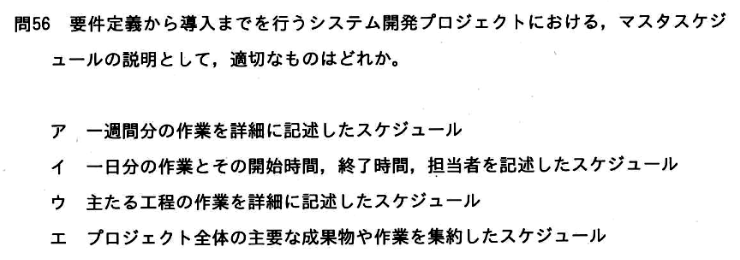 問56 要件定義から導入までを行うシステム開発プロジェクトにおける，マスタスケジ
ュールの説明として，適切なものはどれか。
ア 一週間分の作業を詳細に記述したスケジュール
イ 一日分の作業とその開始時間，終了時間，担当者を記述したスケジュール
ウ 主たる工程の作業を詳細に記述したスケジュール
エ プロジェクト全体の主要な成果物や作業を集約したスケジュール